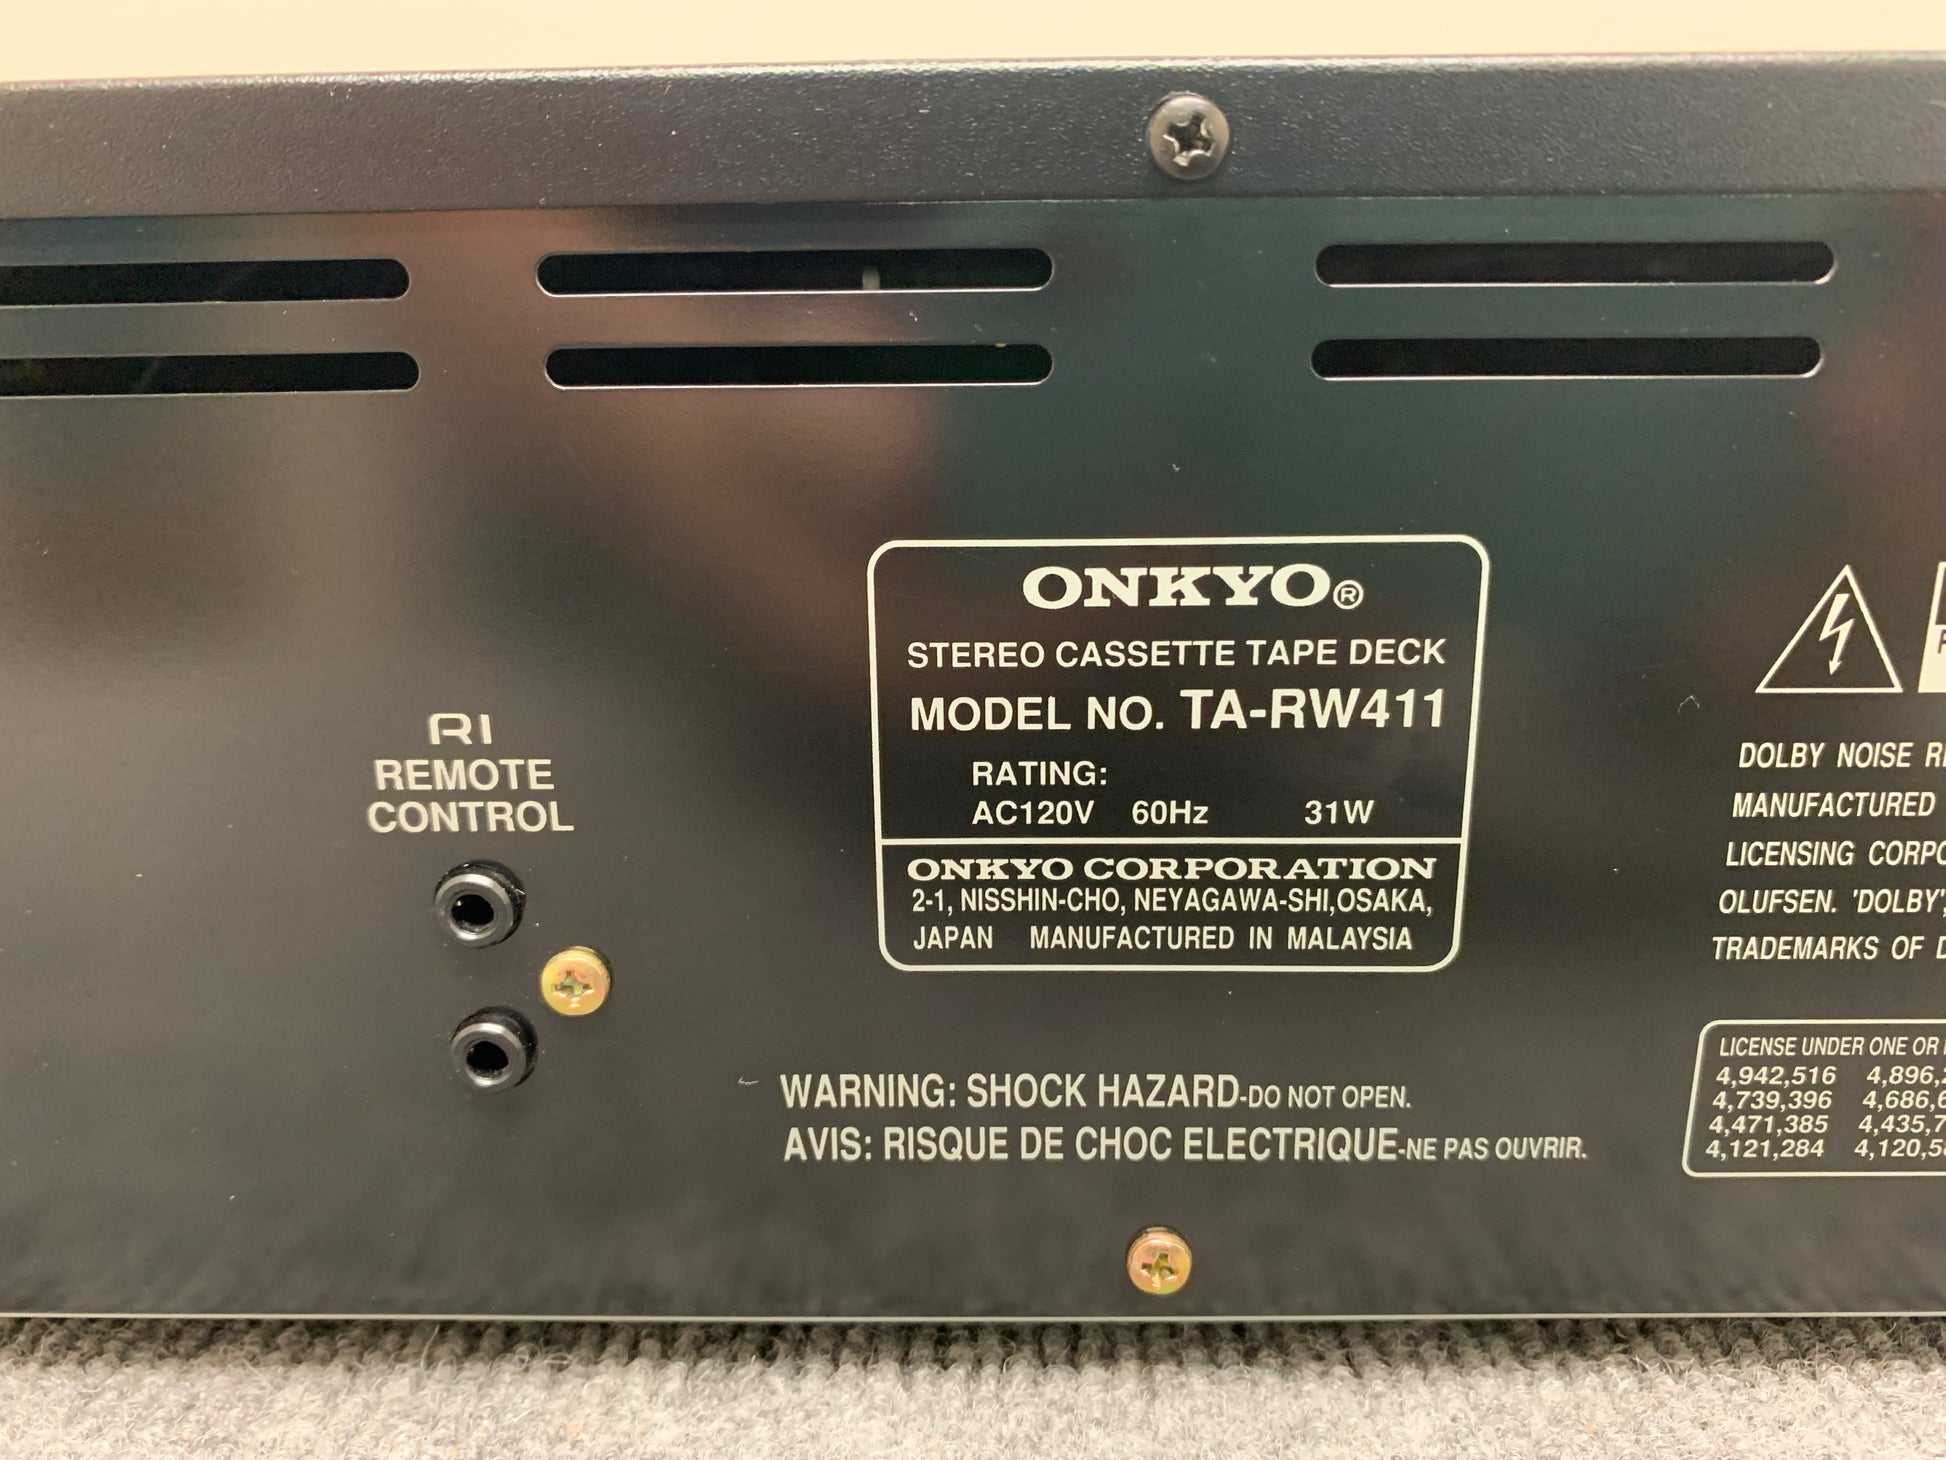 RI
REMOTE
CONTROL
ONKYO®
STEREO CASSETTE TAPE DECK
MODEL NO. TA-RW411
RATING:
AC120V 60Hz 31W
ONKYO CORPORATION
2-1, NISSHIN-CHO, NEYAGAWA-SHI,OSAKA,
JAPAN MANUFACTURED IN MALAYSIA
WARNING: SHOCK HAZARD-DO NOT OPEN.
AVIS: RISQUE DE CHOC ELECTRIQUE-NE PAS OUVRIR.
DOLBY NOISE
MANUFACTURED
LICENSING
OLUFSEN. 'DOLBY',
TRADEMARKS OF
LICENSE UNDER ONE OR
4,942,516
4,739,396
4,471,385
4,121,284